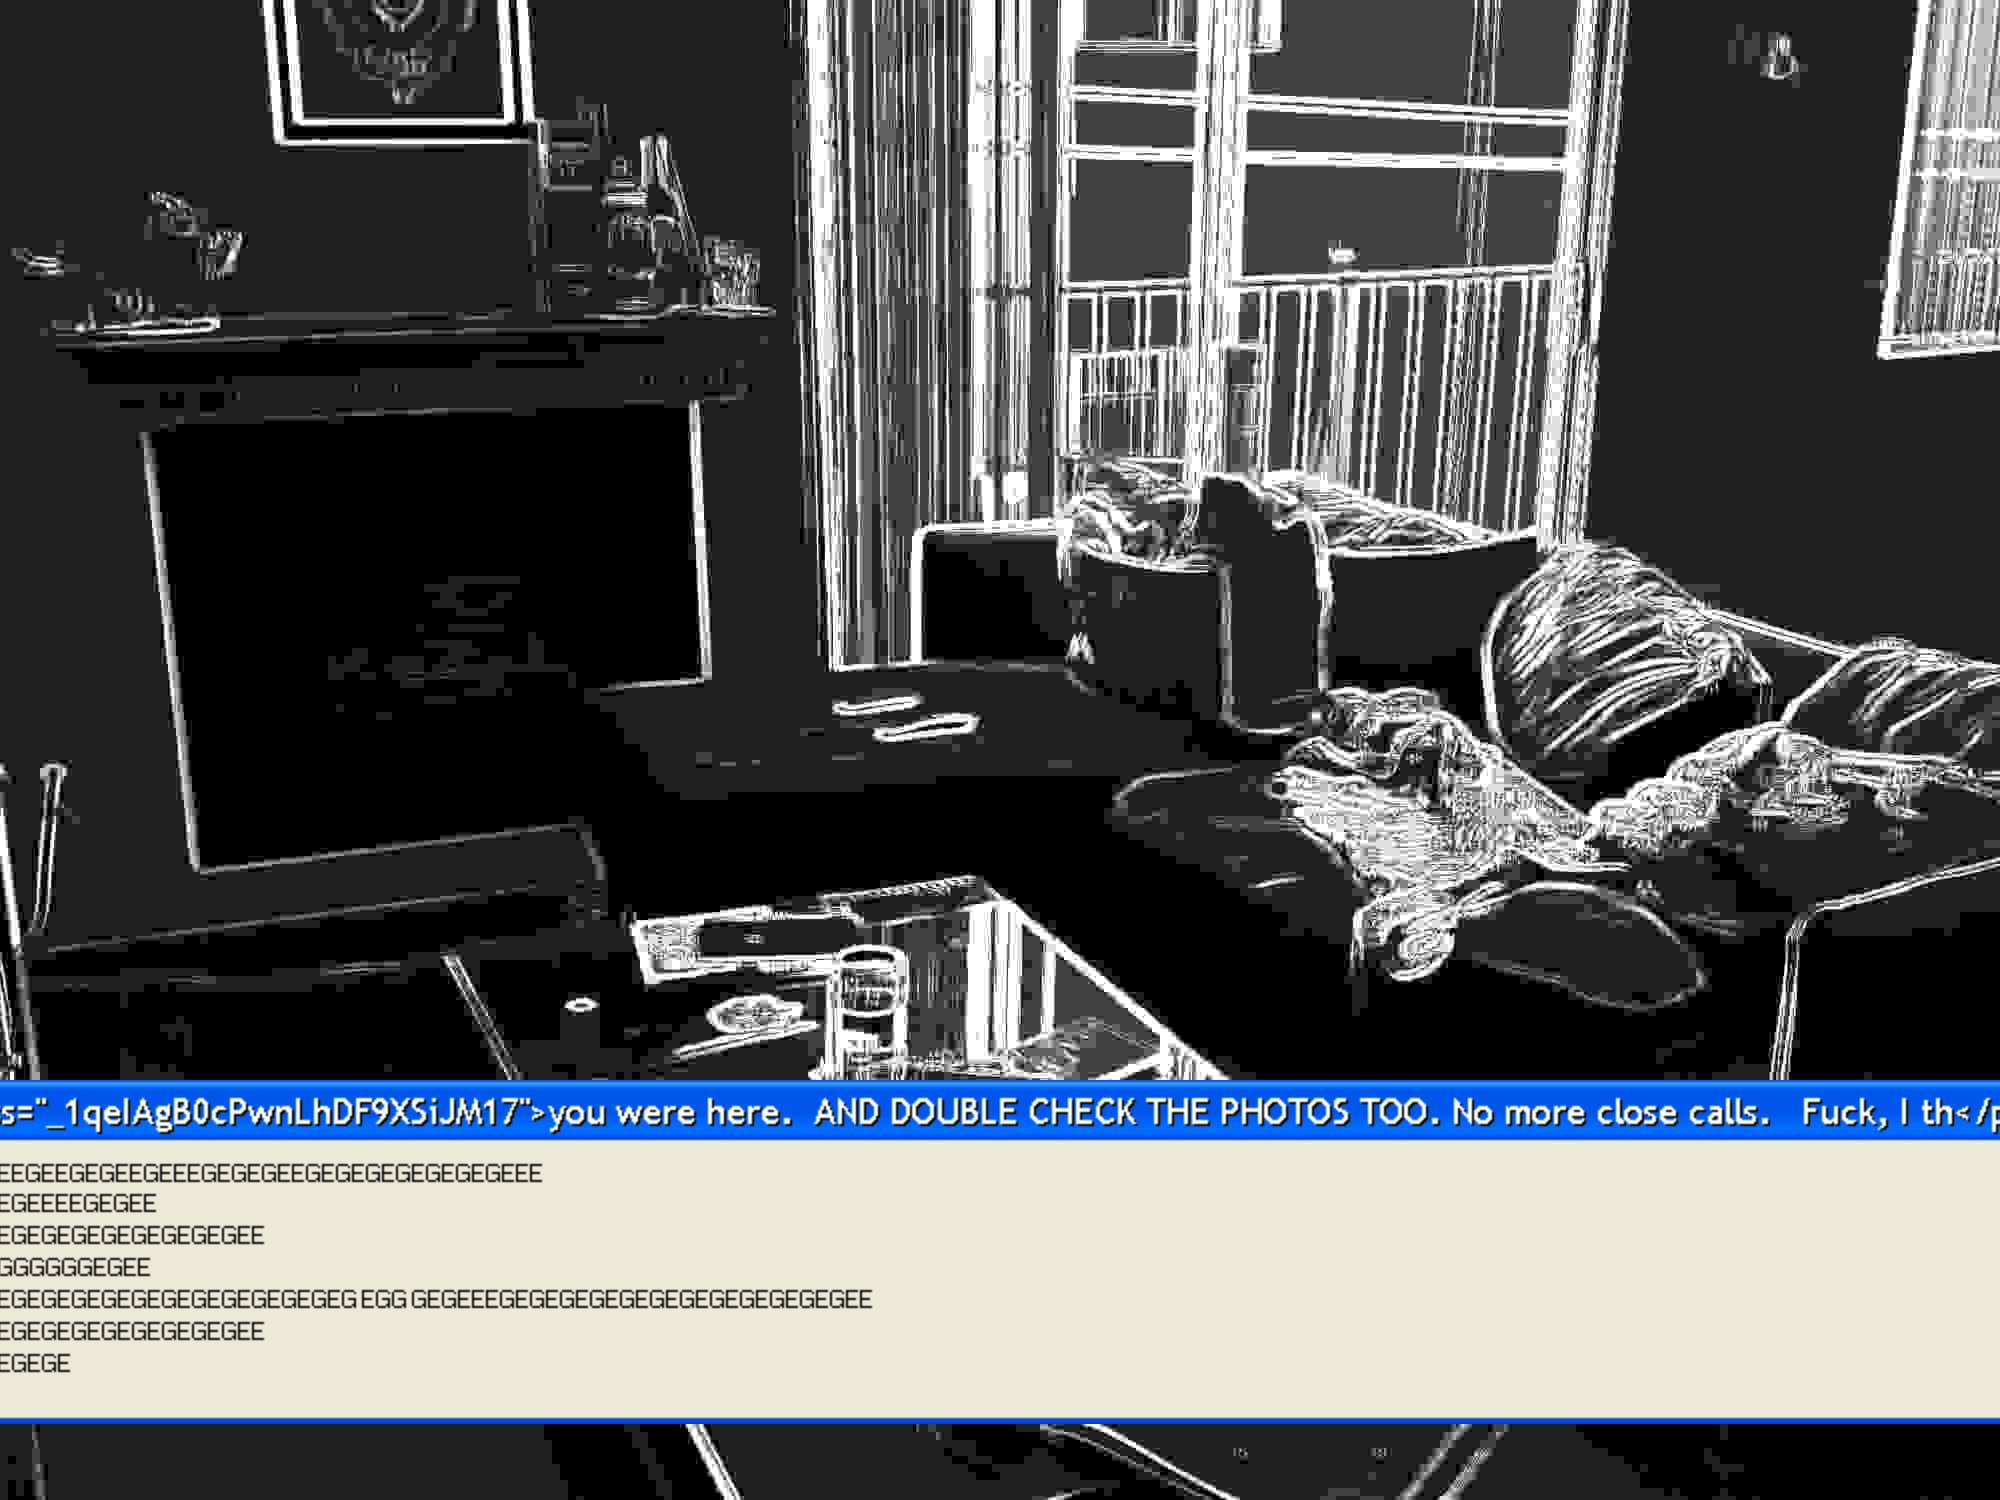 s="_1qelAgB0cPwnLhDF9XSiJM17">you were here. AND DOUBLE CHECK THE PHOTOS TOO. No more close calls. Fuck, I th</p
EEGEEGEGEEGEEEGEGEGEEGEGEGEGEGEGEGEEE
EGEEEEGEGEE
EGEGEGEGEGEGEGEGEE
GGGGGGGEGEE
EGEGEGEGEGEGEGEGEGEGEGEG EGG GEGEEEGEGEGEGEGEGEGEGEGEGEGEGEE
EGEGEGEGEGEGEGEGEE
EGEGE